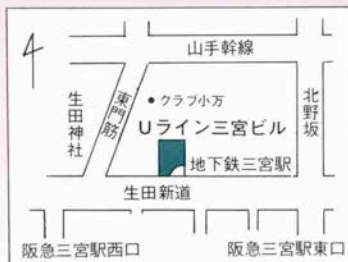 山手幹線
生田神社
東門筋
・クラブ小万
北野坂
Uライン三宮ビル
地下鉄三宮駅
生田新道
阪急三宮駅西口
阪急三宮駅東口